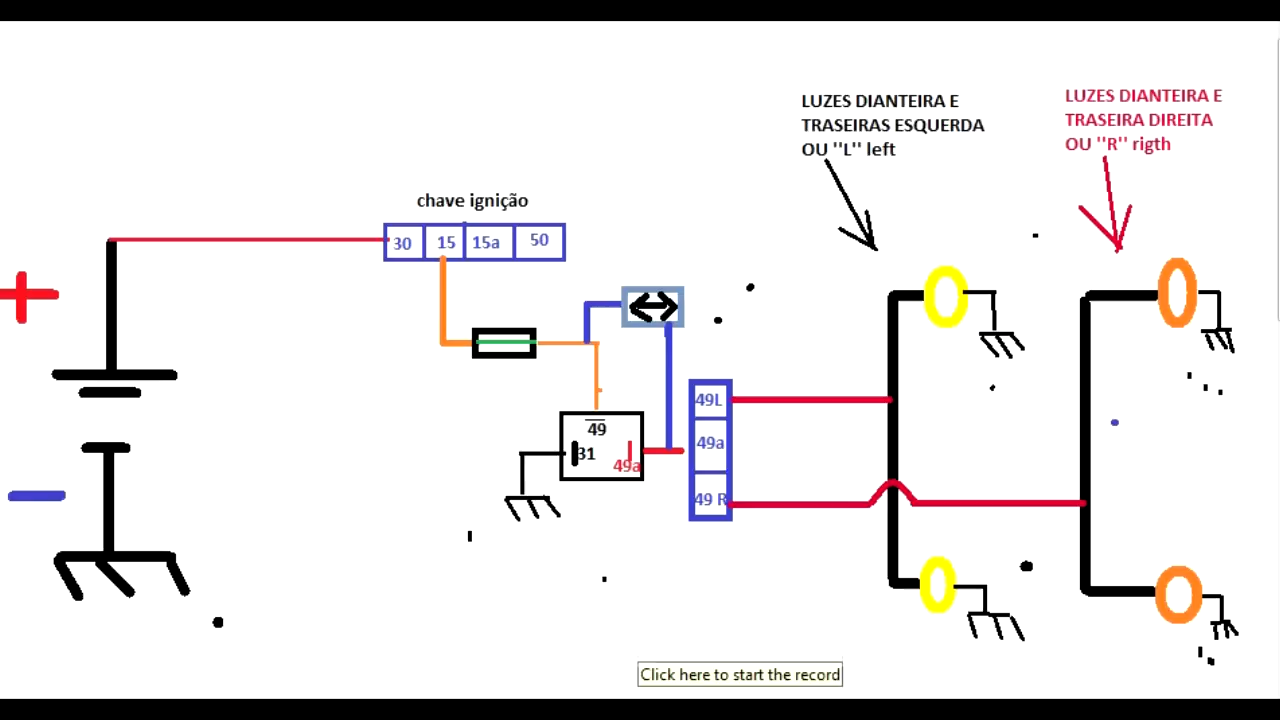 LUZES DIANTEIRA E
TRASEIRAS ESQUERDA
OU "L" left
LUZES DIANTEIRA E
TRASEIRA DIREITA
OU "R" rigth
chave ignição
30 15 15a 50
49
31
49a
49L
49a
49 R
Click here to start the record